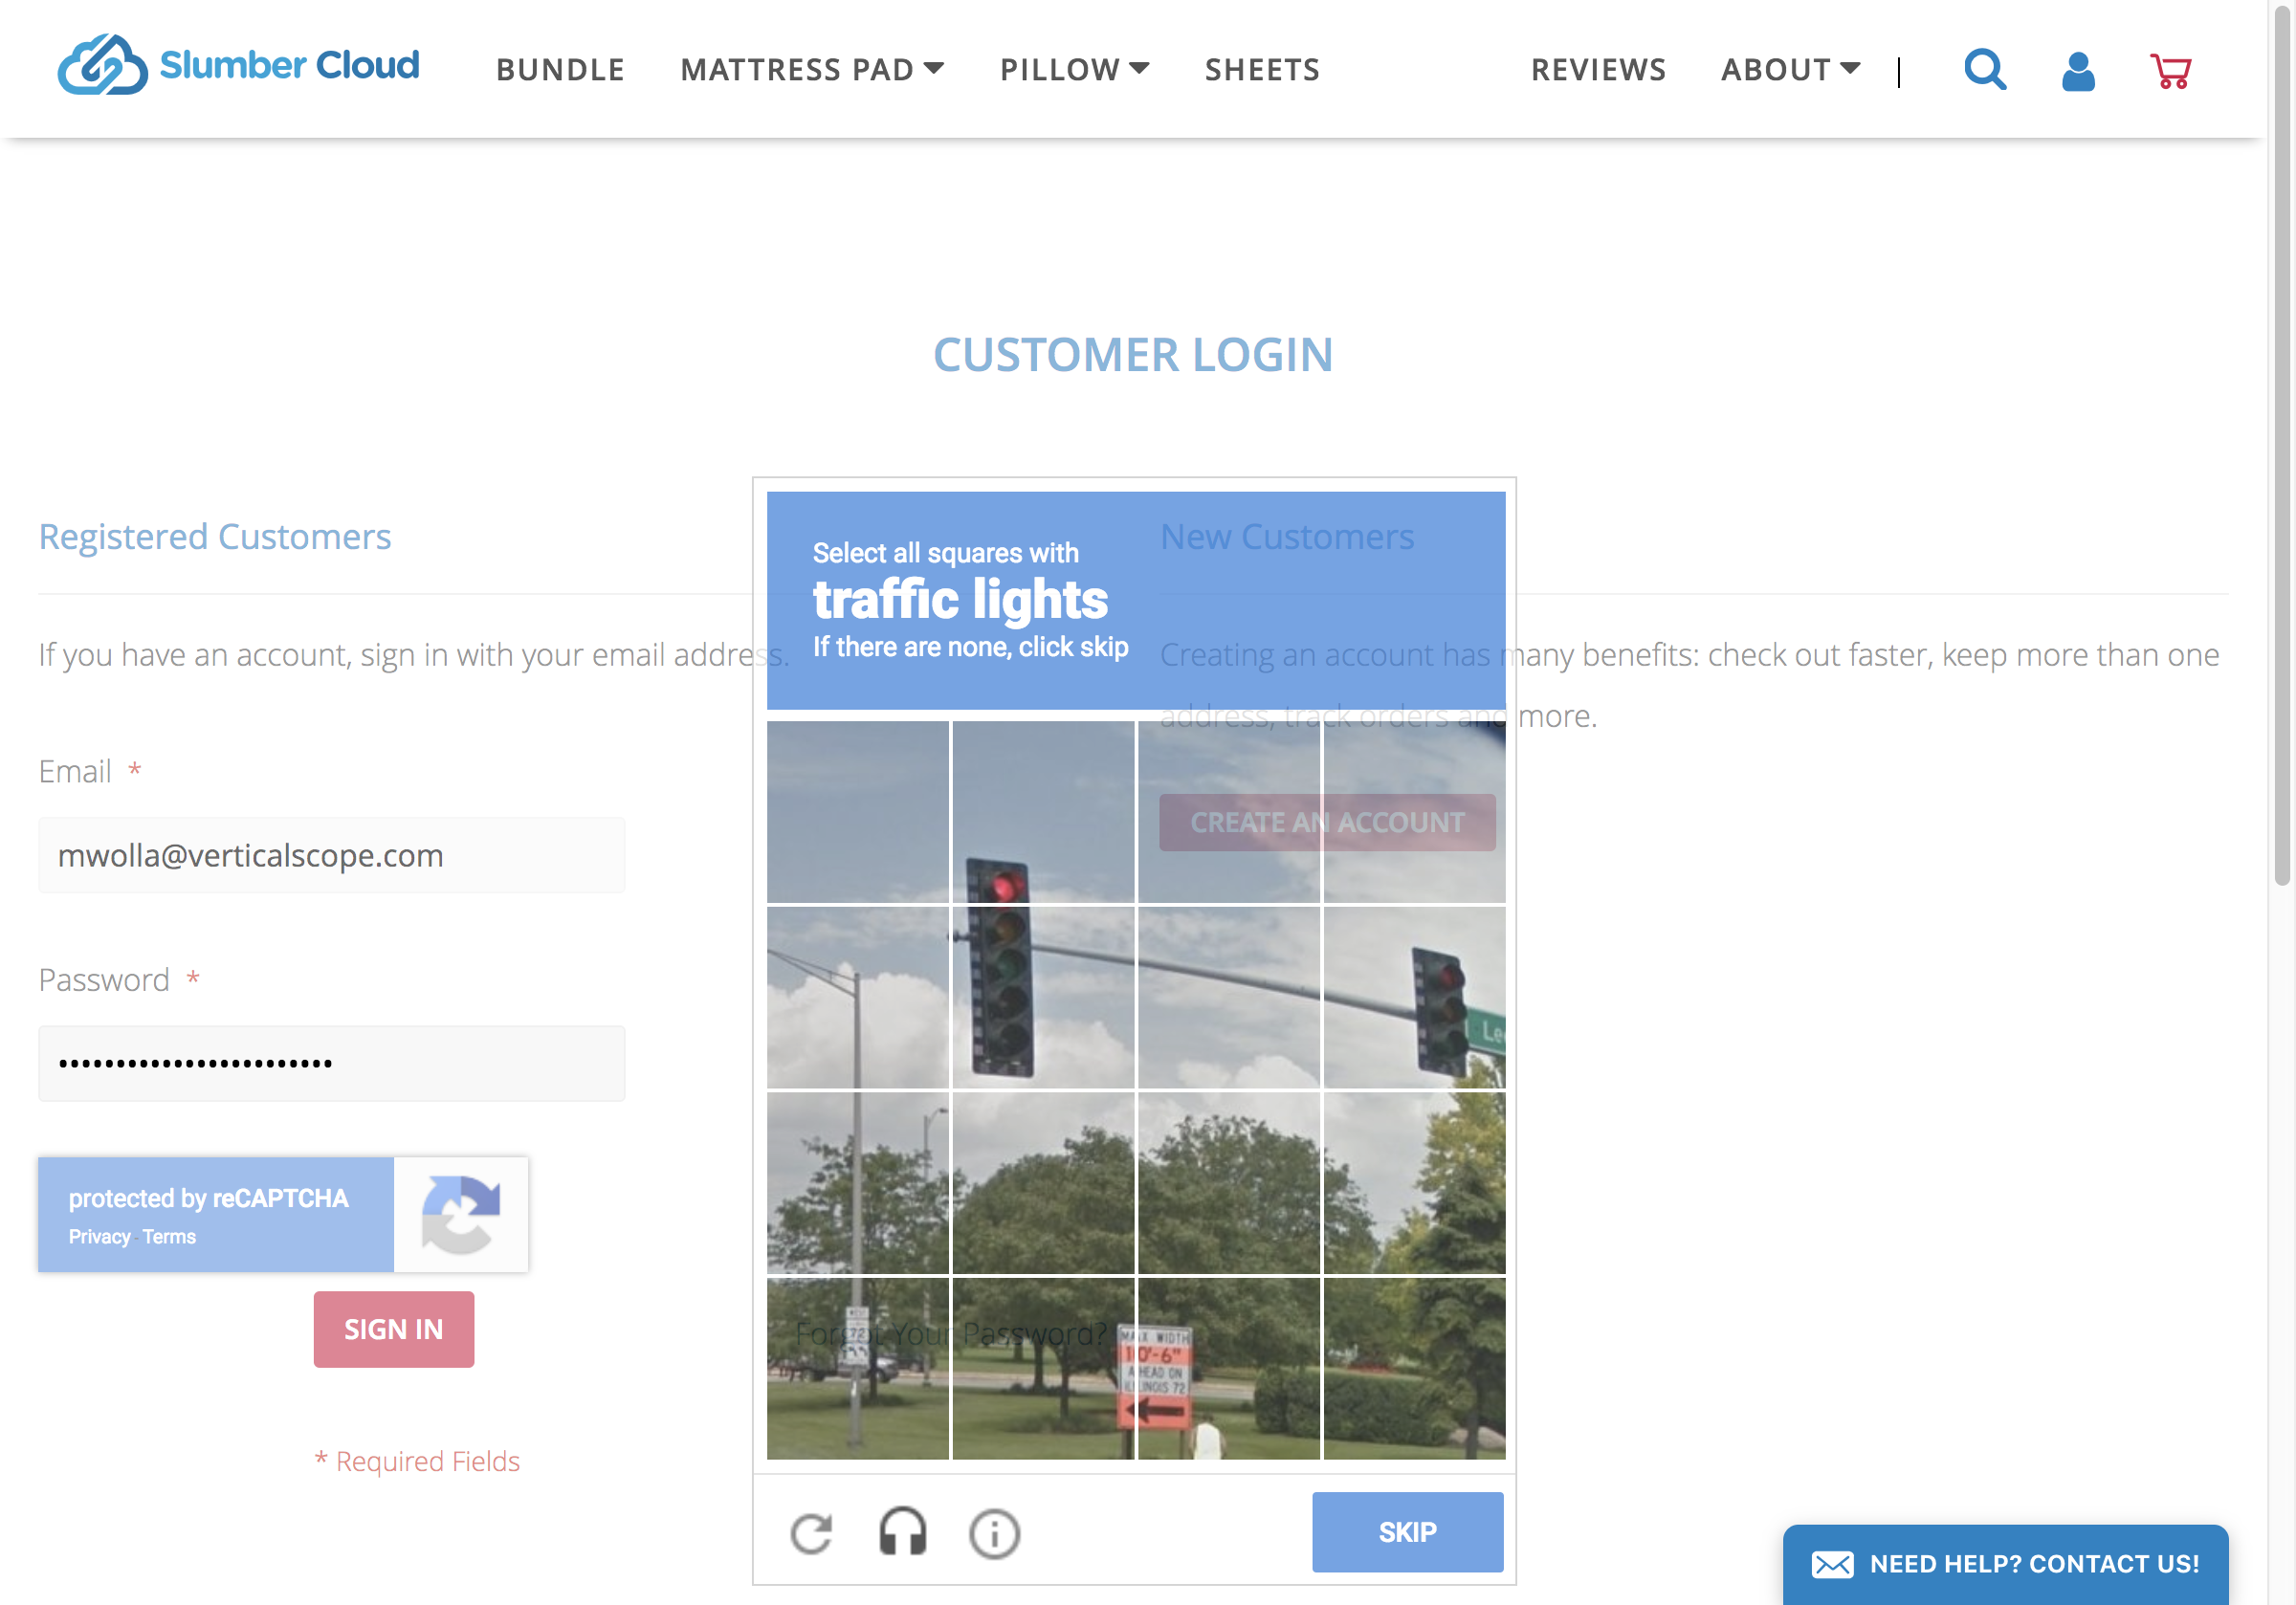 Slumber Cloud
BUNDLE
MATTRESS PAD
PILLOW
SHEETS
REVIEWS
ABOUT
CUSTOMER LOGIN
Registered Customers
If you have an account, sign in with your email address.
Email *
mwolla@verticalscope.com
Password *
protected by reCAPTCHA
Privacy - Terms
SIGN IN
* Required Fields
Select all squares with
traffic lights
If there are none, click skip
New Customers
Creating an account has many benefits: check out faster, keep more than one
address, track orders and more.
CREATE AN ACCOUNT
Forgot Your Password?
WEST
72
MAX WIDTH
10'-6"
AHEAD ON
ILLINOIS 72
SKIP
NEED HELP? CONTACT US!